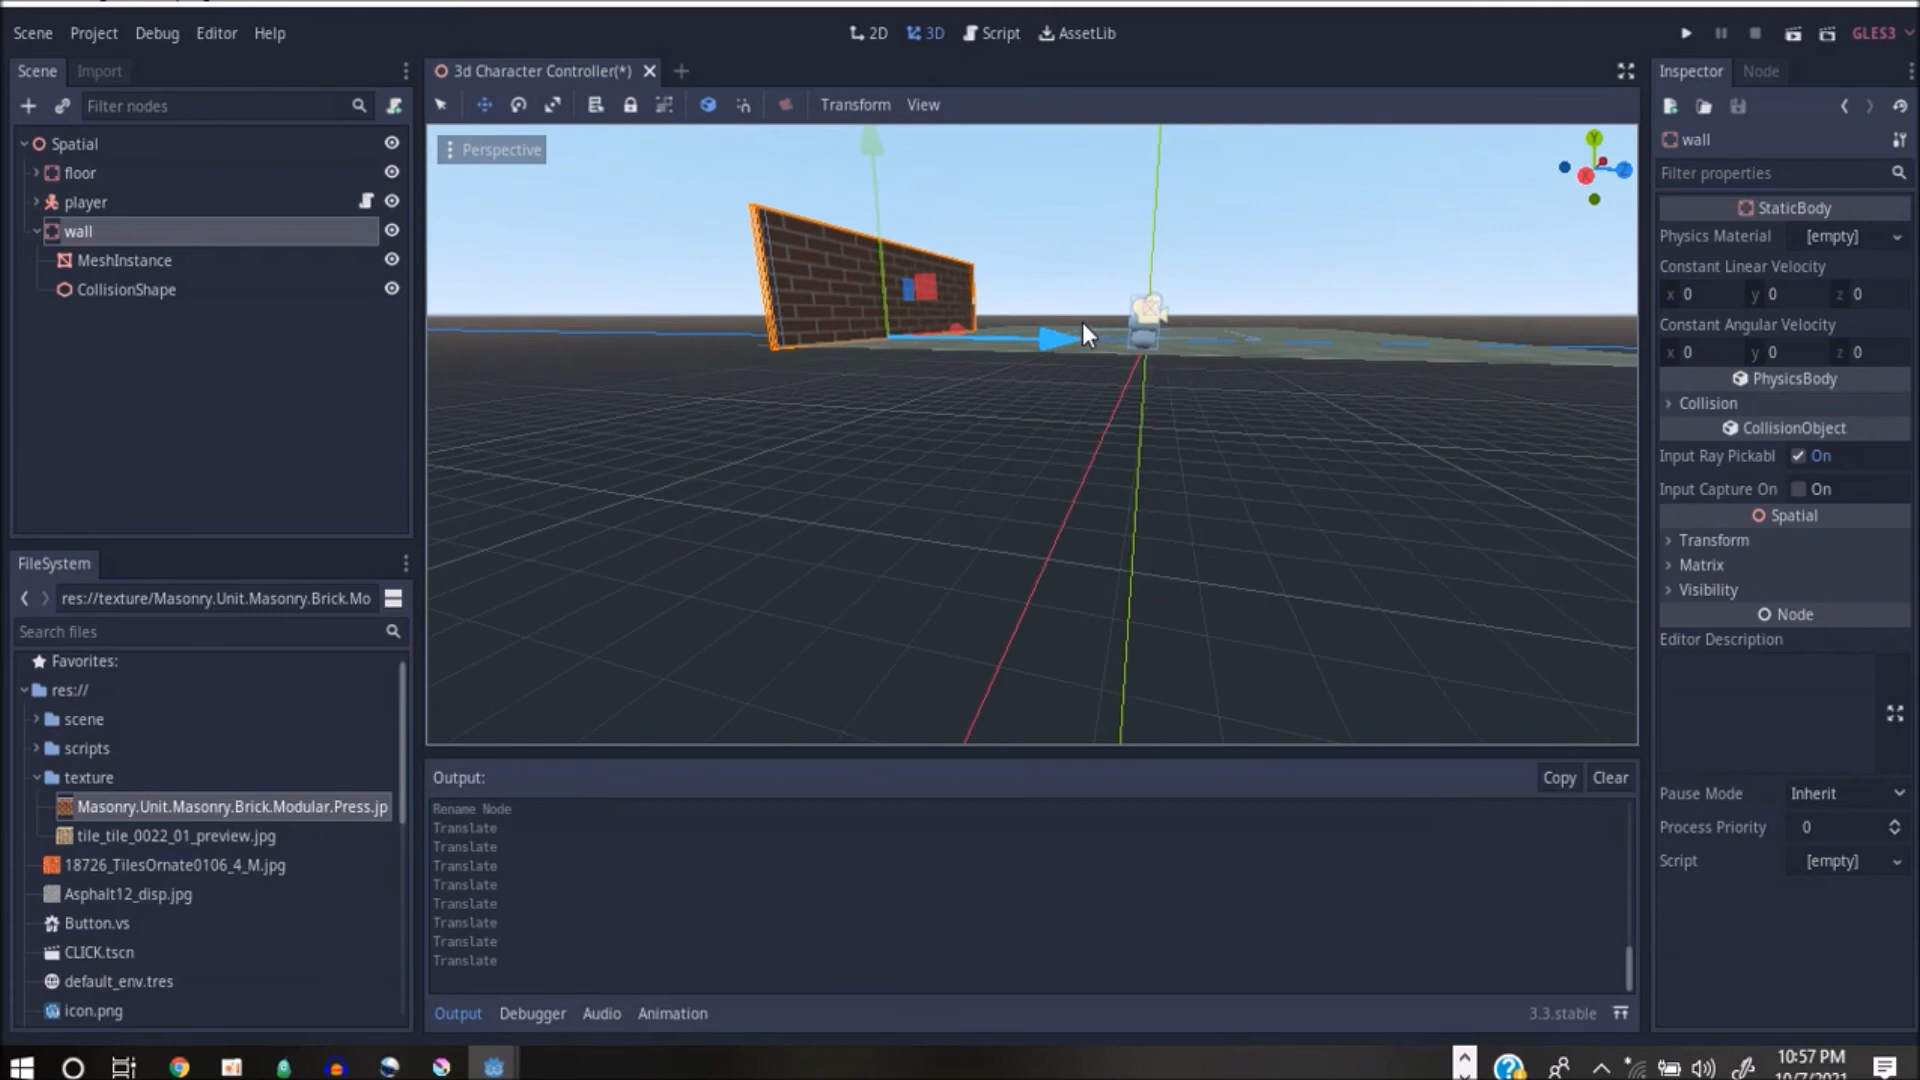 Scene Project Debug Editor Help
2D 3D Script AssetLib
GLES3
Scene Import
Filter nodes
Spatial
floor
player
wall
MeshInstance
CollisionShape
FileSystem
res://texture/Masonry.Unit.Masonry.Brick.Mo
Search files
Favorites:
res://
scene
scripts
texture
Masonry.Unit.Masonry.Brick.Modular.Press.jp
tile_tile_0022_01_preview.jpg
18726_TilesOrnate0106_4_M.jpg
Asphalt12_disp.jpg
Button.vs
CLICK.tscn
default_env.tres
icon.png
3d Character Controller(*)
Transform View
Perspective
Y
X
Z
Output:
Copy Clear
Rename Node
Translate
Translate
Translate
Translate
Translate
Translate
Translate
Translate
Output Debugger Audio Animation
3.3.stable
Inspector Node
wall
Filter properties
StaticBody
Physics Material [empty]
Constant Linear Velocity
x 0 y 0 z 0
Constant Angular Velocity
x 0 y 0 z 0
PhysicsBody
Collision
CollisionObject
Input Ray Pickabl On
Input Capture On On
Spatial
Transform
Matrix
Visibility
Node
Editor Description
Pause Mode Inherit
Process Priority 0
Script [empty]
10:57 PM
10/7/2021